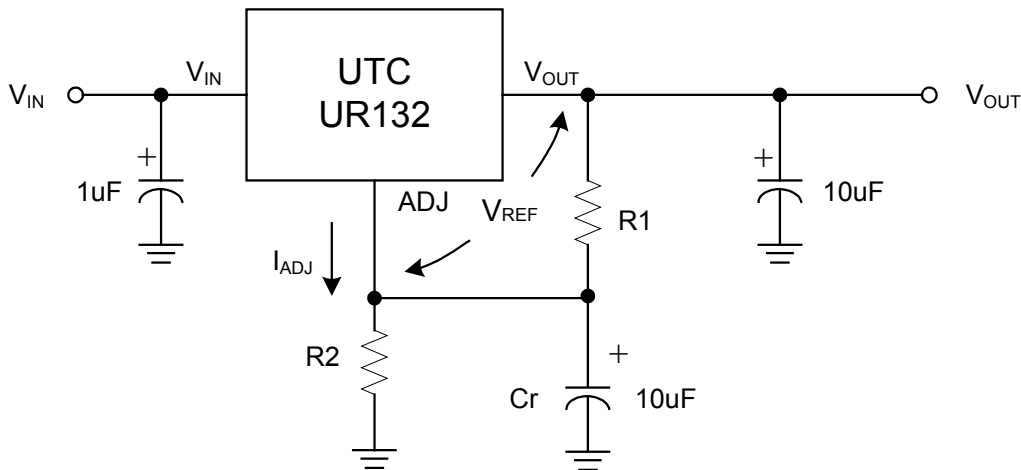 V_IN
V_IN
UTC
UR132
V_OUT
V_OUT
+
1uF
ADJ
V_REF
R1
+
10uF
I_ADJ
R2
+
Cr
10uF